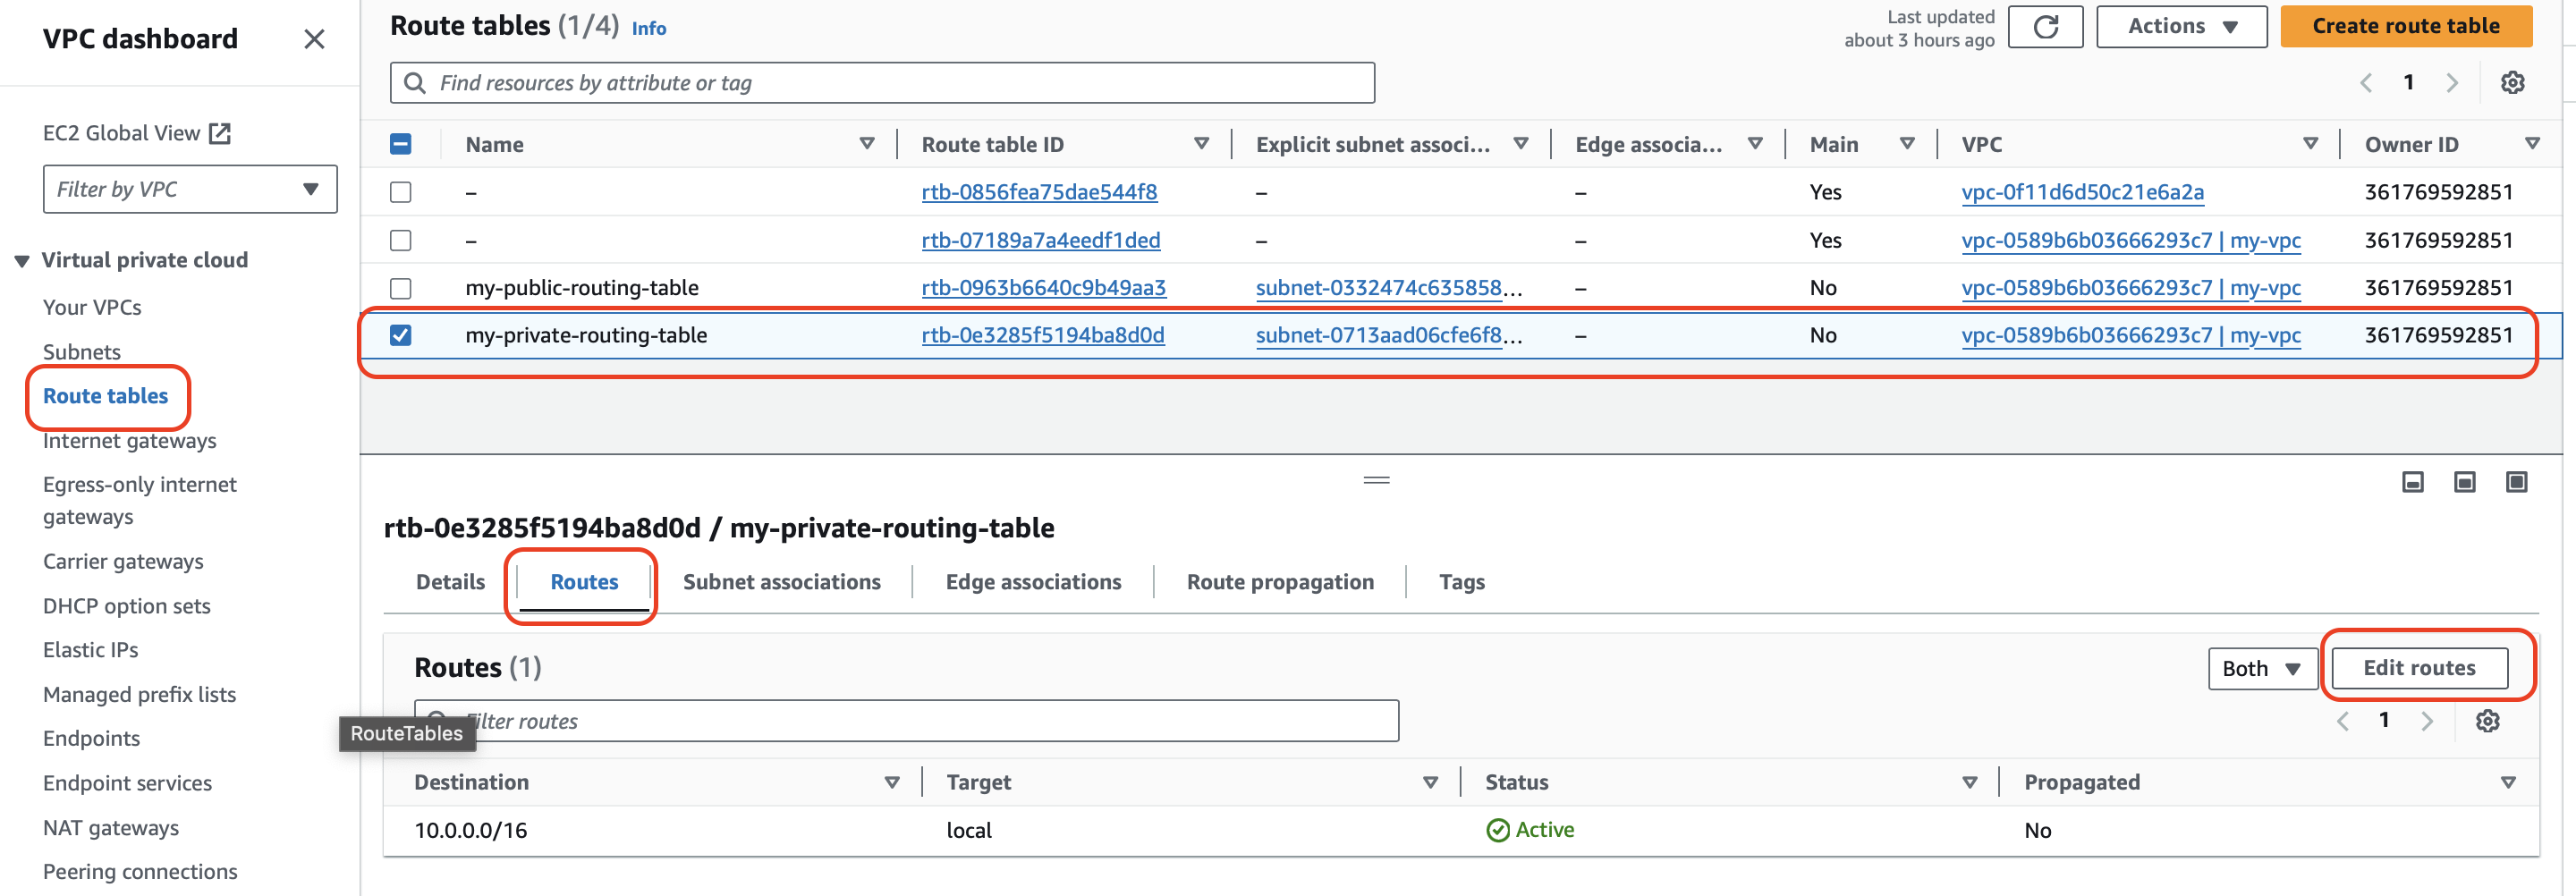 VPC dashboard
EC2 Global View
Filter by VPC
Virtual private cloud
Your VPCs
Subnets
Route tables
Internet gateways
Egress-only internet
gateways
Carrier gateways
DHCP option sets
Elastic IPs
Managed prefix lists
Endpoints
Endpoint services
NAT gateways
Peering connections
Route tables (1/4) Info
Last updated
about 3 hours ago
Actions
Create route table
Find resources by attribute or tag
1
Name Route table ID Explicit subnet associ... Edge associa... Main VPC Owner ID
– rtb-0856fea75dae544f8 – – Yes vpc-0f11d6d50c21e6a2a 361769592851
– rtb-07189a7a4eedf1ded – – Yes vpc-0589b6b03666293c7 | my-vpc 361769592851
my-public-routing-table rtb-0963b6640c9b49aa3 subnet-0332474c635858... – No vpc-0589b6b03666293c7 | my-vpc 361769592851
my-private-routing-table rtb-0e3285f5194ba8d0d subnet-0713aad06cfe6f8... – No vpc-0589b6b03666293c7 | my-vpc 361769592851
rtb-0e3285f5194ba8d0d / my-private-routing-table
Details Routes Subnet associations Edge associations Route propagation Tags
Routes (1)
Both
Edit routes
Filter routes
1
RouteTables
Destination Target Status Propagated
10.0.0.0/16 local Active No